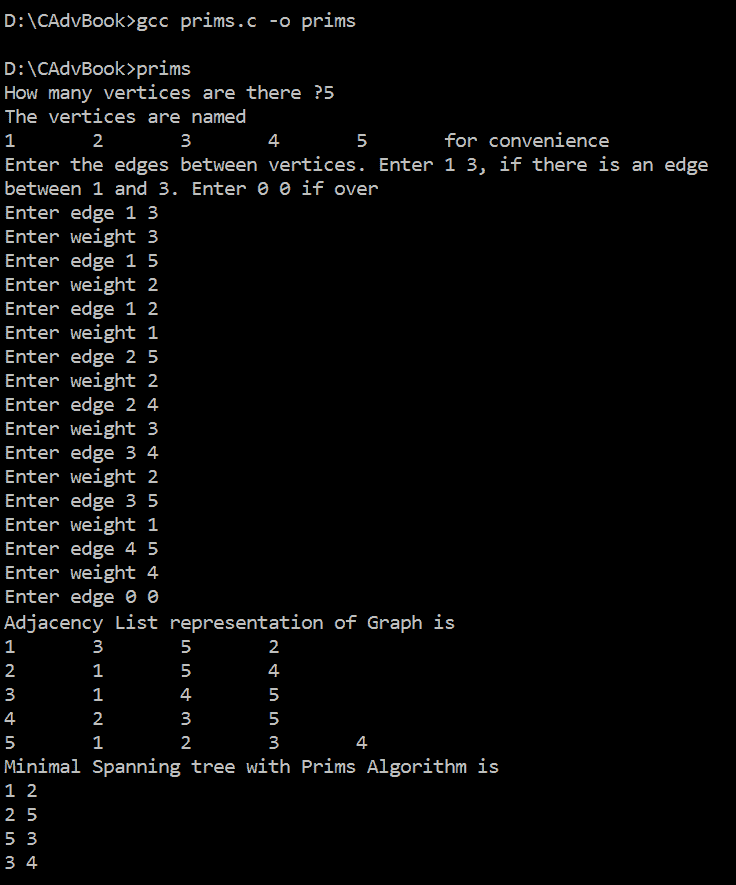 D:\CAdvBook>gcc prims.c -o prims
D:\CAdvBook>prims
How many vertices are there ?5
The vertices are named
1 2 3 4 5 for convenience
Enter the edges between vertices. Enter 1 3, if there is an edge
between 1 and 3. Enter 0 0 if over
Enter edge 1 3
Enter weight 3
Enter edge 1 5
Enter weight 2
Enter edge 1 2
Enter weight 1
Enter edge 2 5
Enter weight 2
Enter edge 2 4
Enter weight 3
Enter edge 3 4
Enter weight 2
Enter edge 3 5
Enter weight 1
Enter edge 4 5
Enter weight 4
Enter edge 0 0
Adjacency List representation of Graph is
1 3 5 2
2 1 5 4
3 1 4 5
4 2 3 5
5 1 2 3 4
Minimal Spanning tree with Prims Algorithm is
1 2
2 5
5 3
3 4